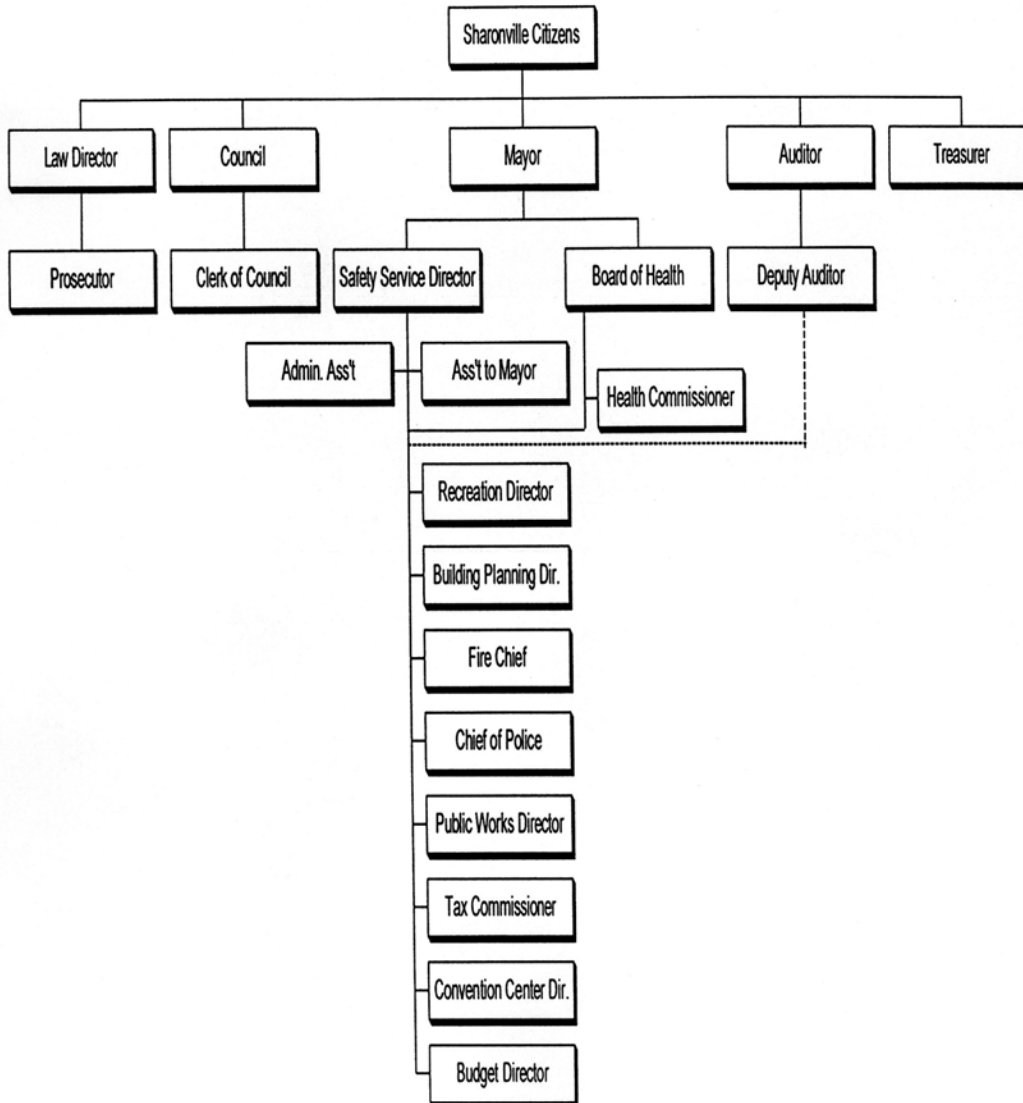 Sharonville Citizens
Law Director
Council
Mayor
Auditor
Treasurer
Prosecutor
Clerk of Council
Safety Service Director
Board of Health
Deputy Auditor
Admin. Ass't
Ass't to Mayor
Health Commissioner
Recreation Director
Building Planning Dir.
Fire Chief
Chief of Police
Public Works Director
Tax Commissioner
Convention Center Dir.
Budget Director